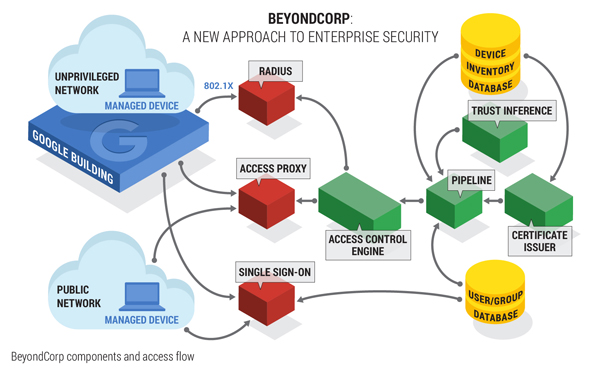 BEYONDCORP:
A NEW APPROACH TO ENTERPRISE SECURITY
UNPRIVILEGED
NETWORK
MANAGED DEVICE
G
GOOGLE BUILDING
802.1X
RADIUS
DEVICE
INVENTORY
DATABASE
TRUST INFERENCE
ACCESS PROXY
PIPELINE
ACCESS CONTROL
ENGINE
CERTIFICATE
ISSUER
PUBLIC
NETWORK
MANAGED DEVICE
SINGLE SIGN-ON
USER/GROUP
DATABASE
BeyondCorp components and access flow